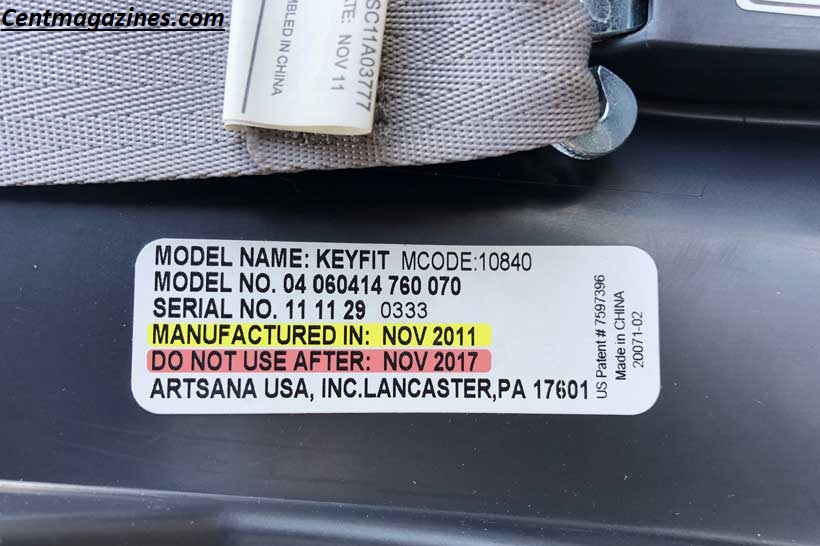 Centmagazines.com
SC11A03777
ATE: NOV 11
MBLED IN CHINA
MODEL NAME: KEYFIT MCODE:10840
MODEL NO. 04 060414 760 070
SERIAL NO. 11 11 29 0333
MANUFACTURED IN: NOV 2011
DO NOT USE AFTER: NOV 2017
ARTSANA USA, INC.LANCASTER,PA 17601
US Patent # 7597396
Made in CHINA
20071-02